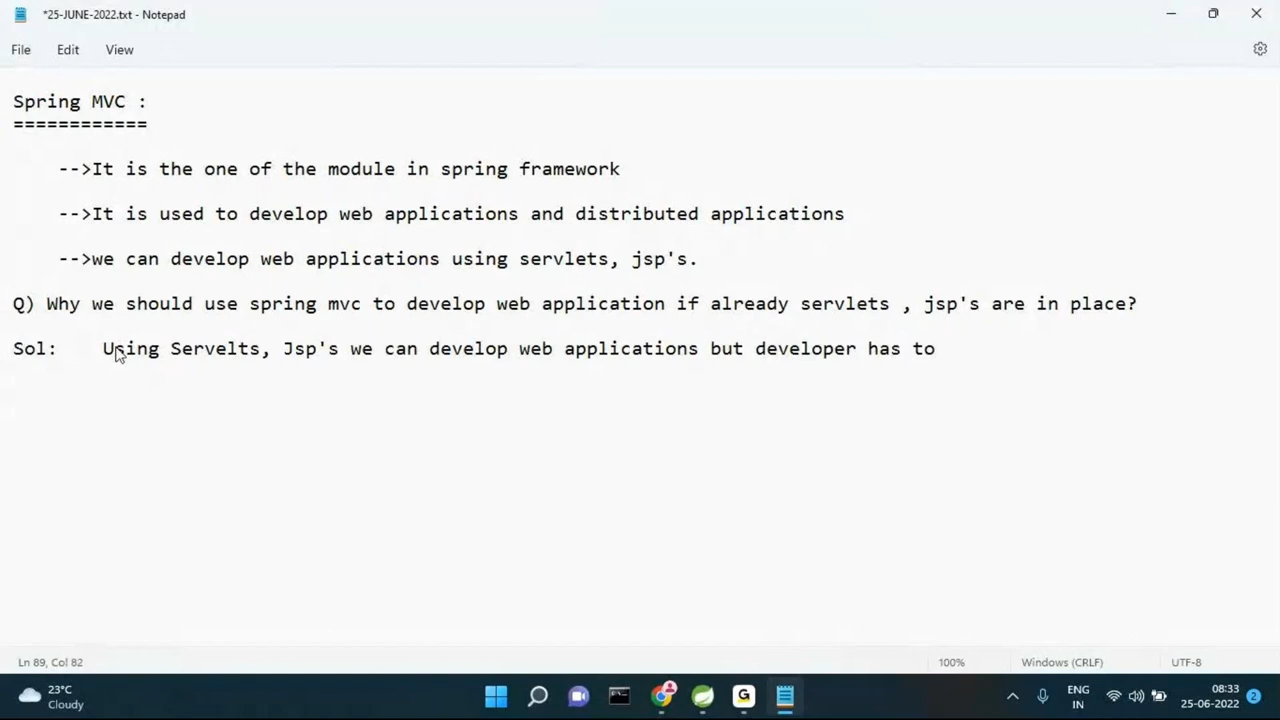 *25-JUNE-2022.txt - Notepad
File Edit View
Spring MVC :
============
-->It is the one of the module in spring framework
-->It is used to develop web applications and distributed applications
-->we can develop web applications using servlets, jsp's.
Q) Why we should use spring mvc to develop web application if already servlets , jsp's are in place?
Sol: Using Servelts, Jsp's we can develop web applications but developer has to
Ln 89, Col 82 100% Windows (CRLF) UTF-8
23°C
Cloudy
G
ENG
IN
08:33
25-06-2022
2